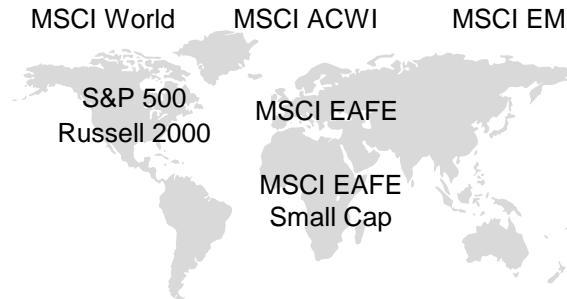 MSCI World
MSCI ACWI
MSCI EM
S&P 500
Russell 2000
MSCI EAFE
MSCI EAFE
Small Cap